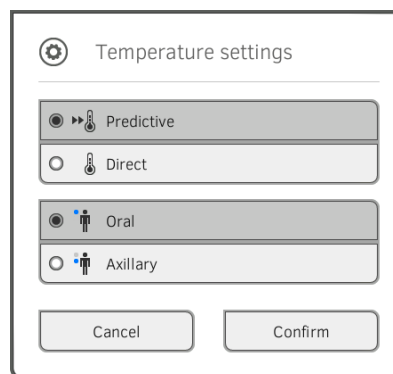 Temperature settings
Predictive
Direct
Oral
Axillary
Cancel
Confirm